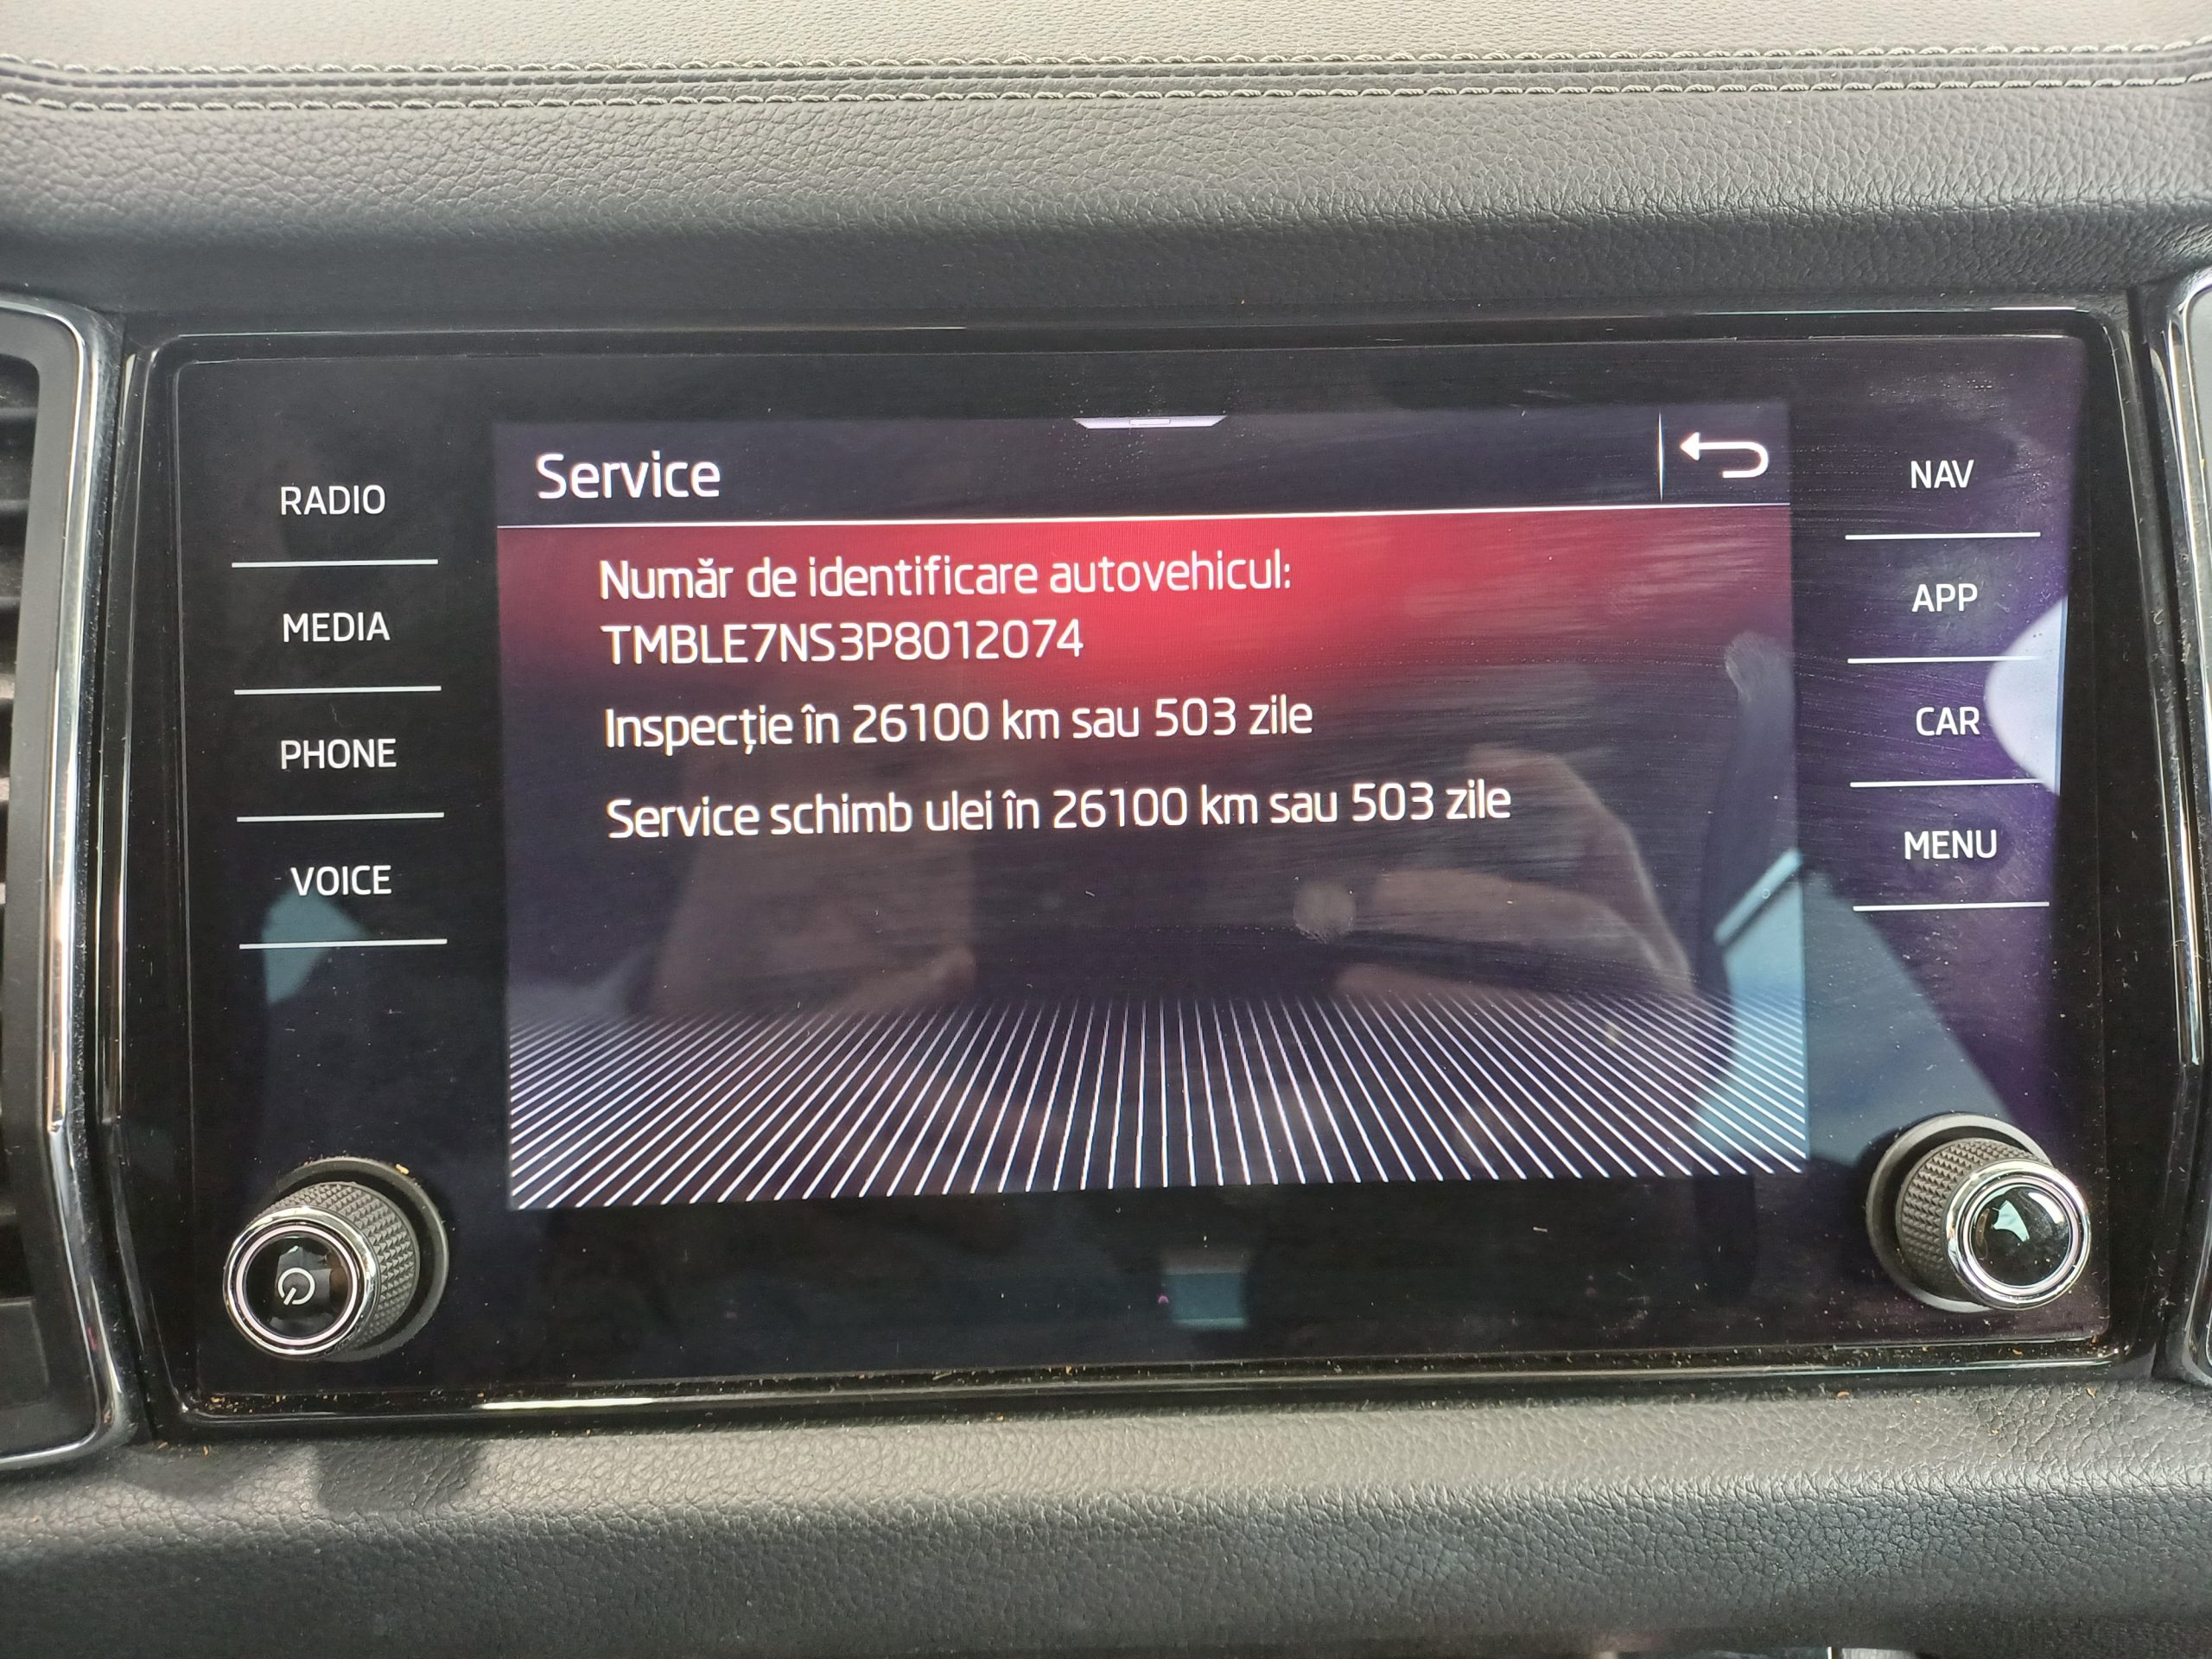 Service
RADIO
MEDIA
PHONE
VOICE
Număr de identificare autovehicul:
TMBLE7NS3P8012074
Inspecție în 26100 km sau 503 zile
Service schimb ulei în 26100 km sau 503 zile
NAV
APP
CAR
MENU